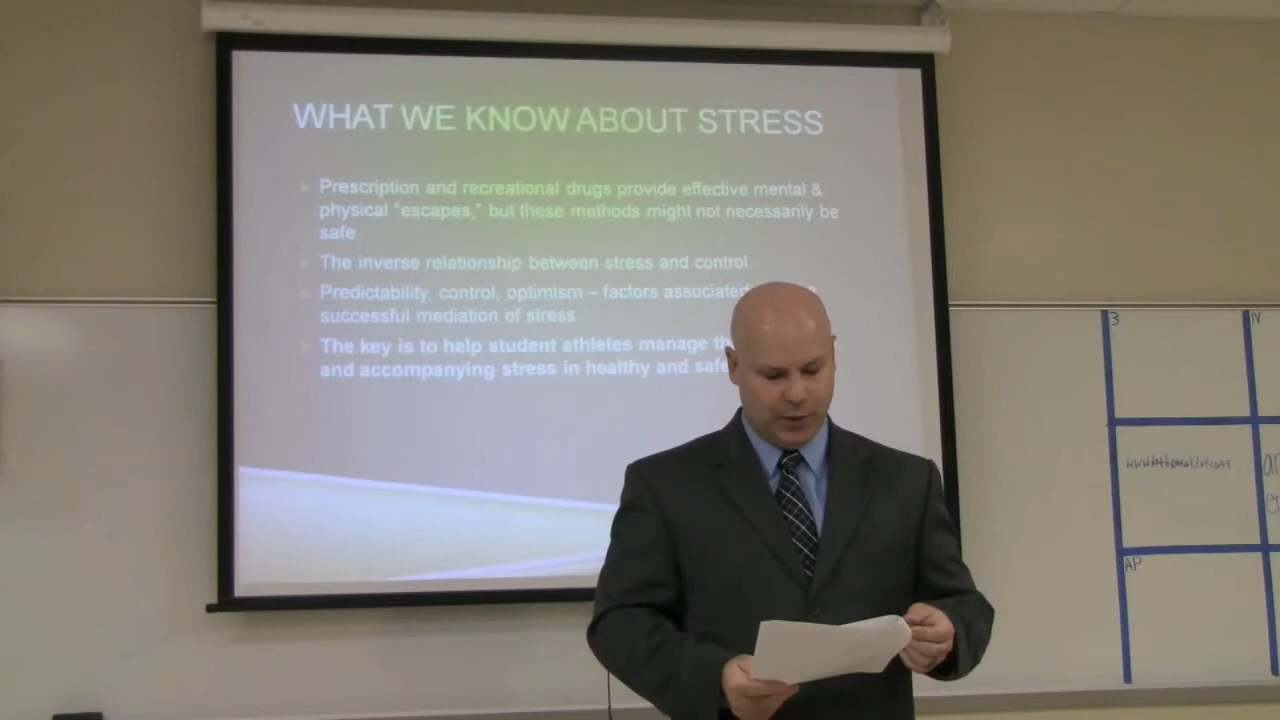 WHAT WE KNOW ABOUT STRESS
Prescription and recreational drugs provide effective mental &
physical “escapes,” but these methods might not necessarily be
safe
The inverse relationship between stress and control
Predictability, control, optimism – factors associated
successful mediation of stress
The key is to help student athletes manage
and accompanying stress in healthy and
3
IV
AP